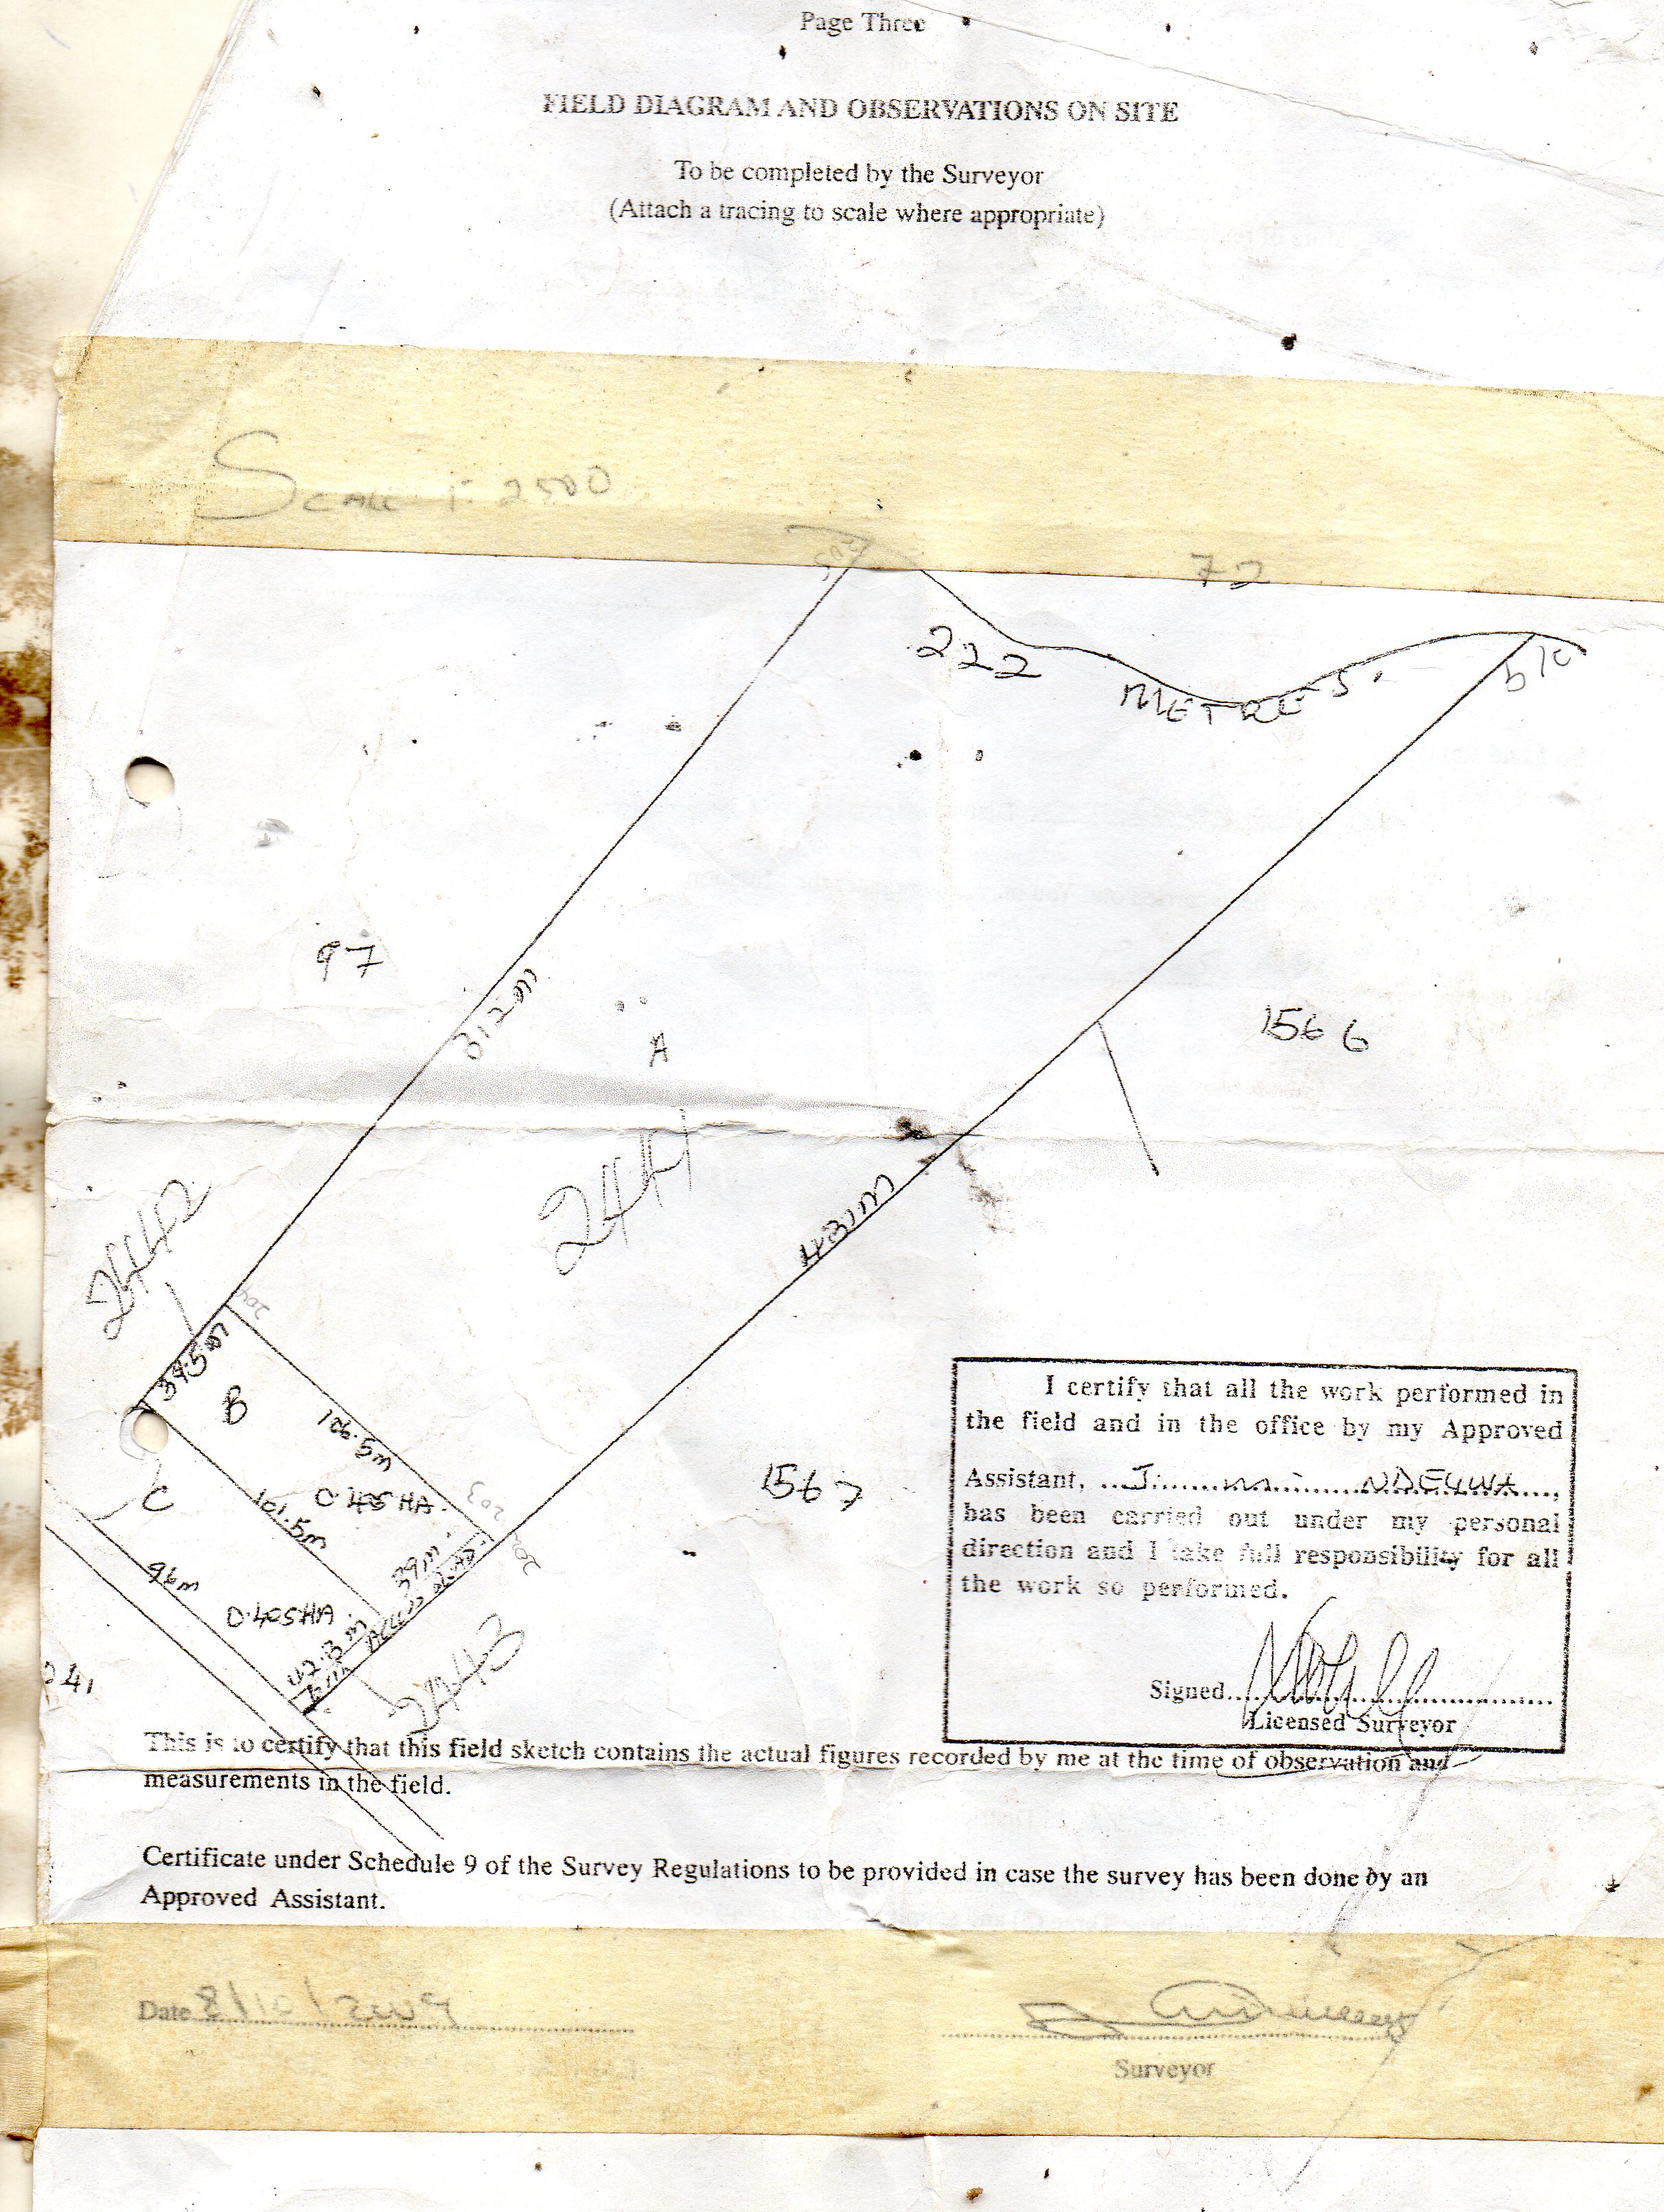 Page Three
FIELD DIAGRAM AND OBSERVATIONS ON SITE
To be completed by the Surveyor
(Attach a tracing to scale where appropriate)
SCALE 1:2500
205
72
222
METRES.
97
312m
A
1566
2441
2442
431m
204
39.5m
B
106.5m
203
202
0.405 HA.
C
101.5m
39m.
1567
96m
0.405HA
42.3m
6m
2443
I certify that all the work performed in
the field and in the office by my Approved
Assistant, ..J.......m.......NDEGWA....,
has been carried out under my personal
direction and I take full responsibility for all
the work so performed.
Signed..............................
Licensed Surveyor
This is to certify that this field sketch contains the actual figures recorded by me at the time of observation and
measurements in the field.
Certificate under Schedule 9 of the Survey Regulations to be provided in case the survey has been done by an
Approved Assistant.
Date 8/10/2009
Surveyor